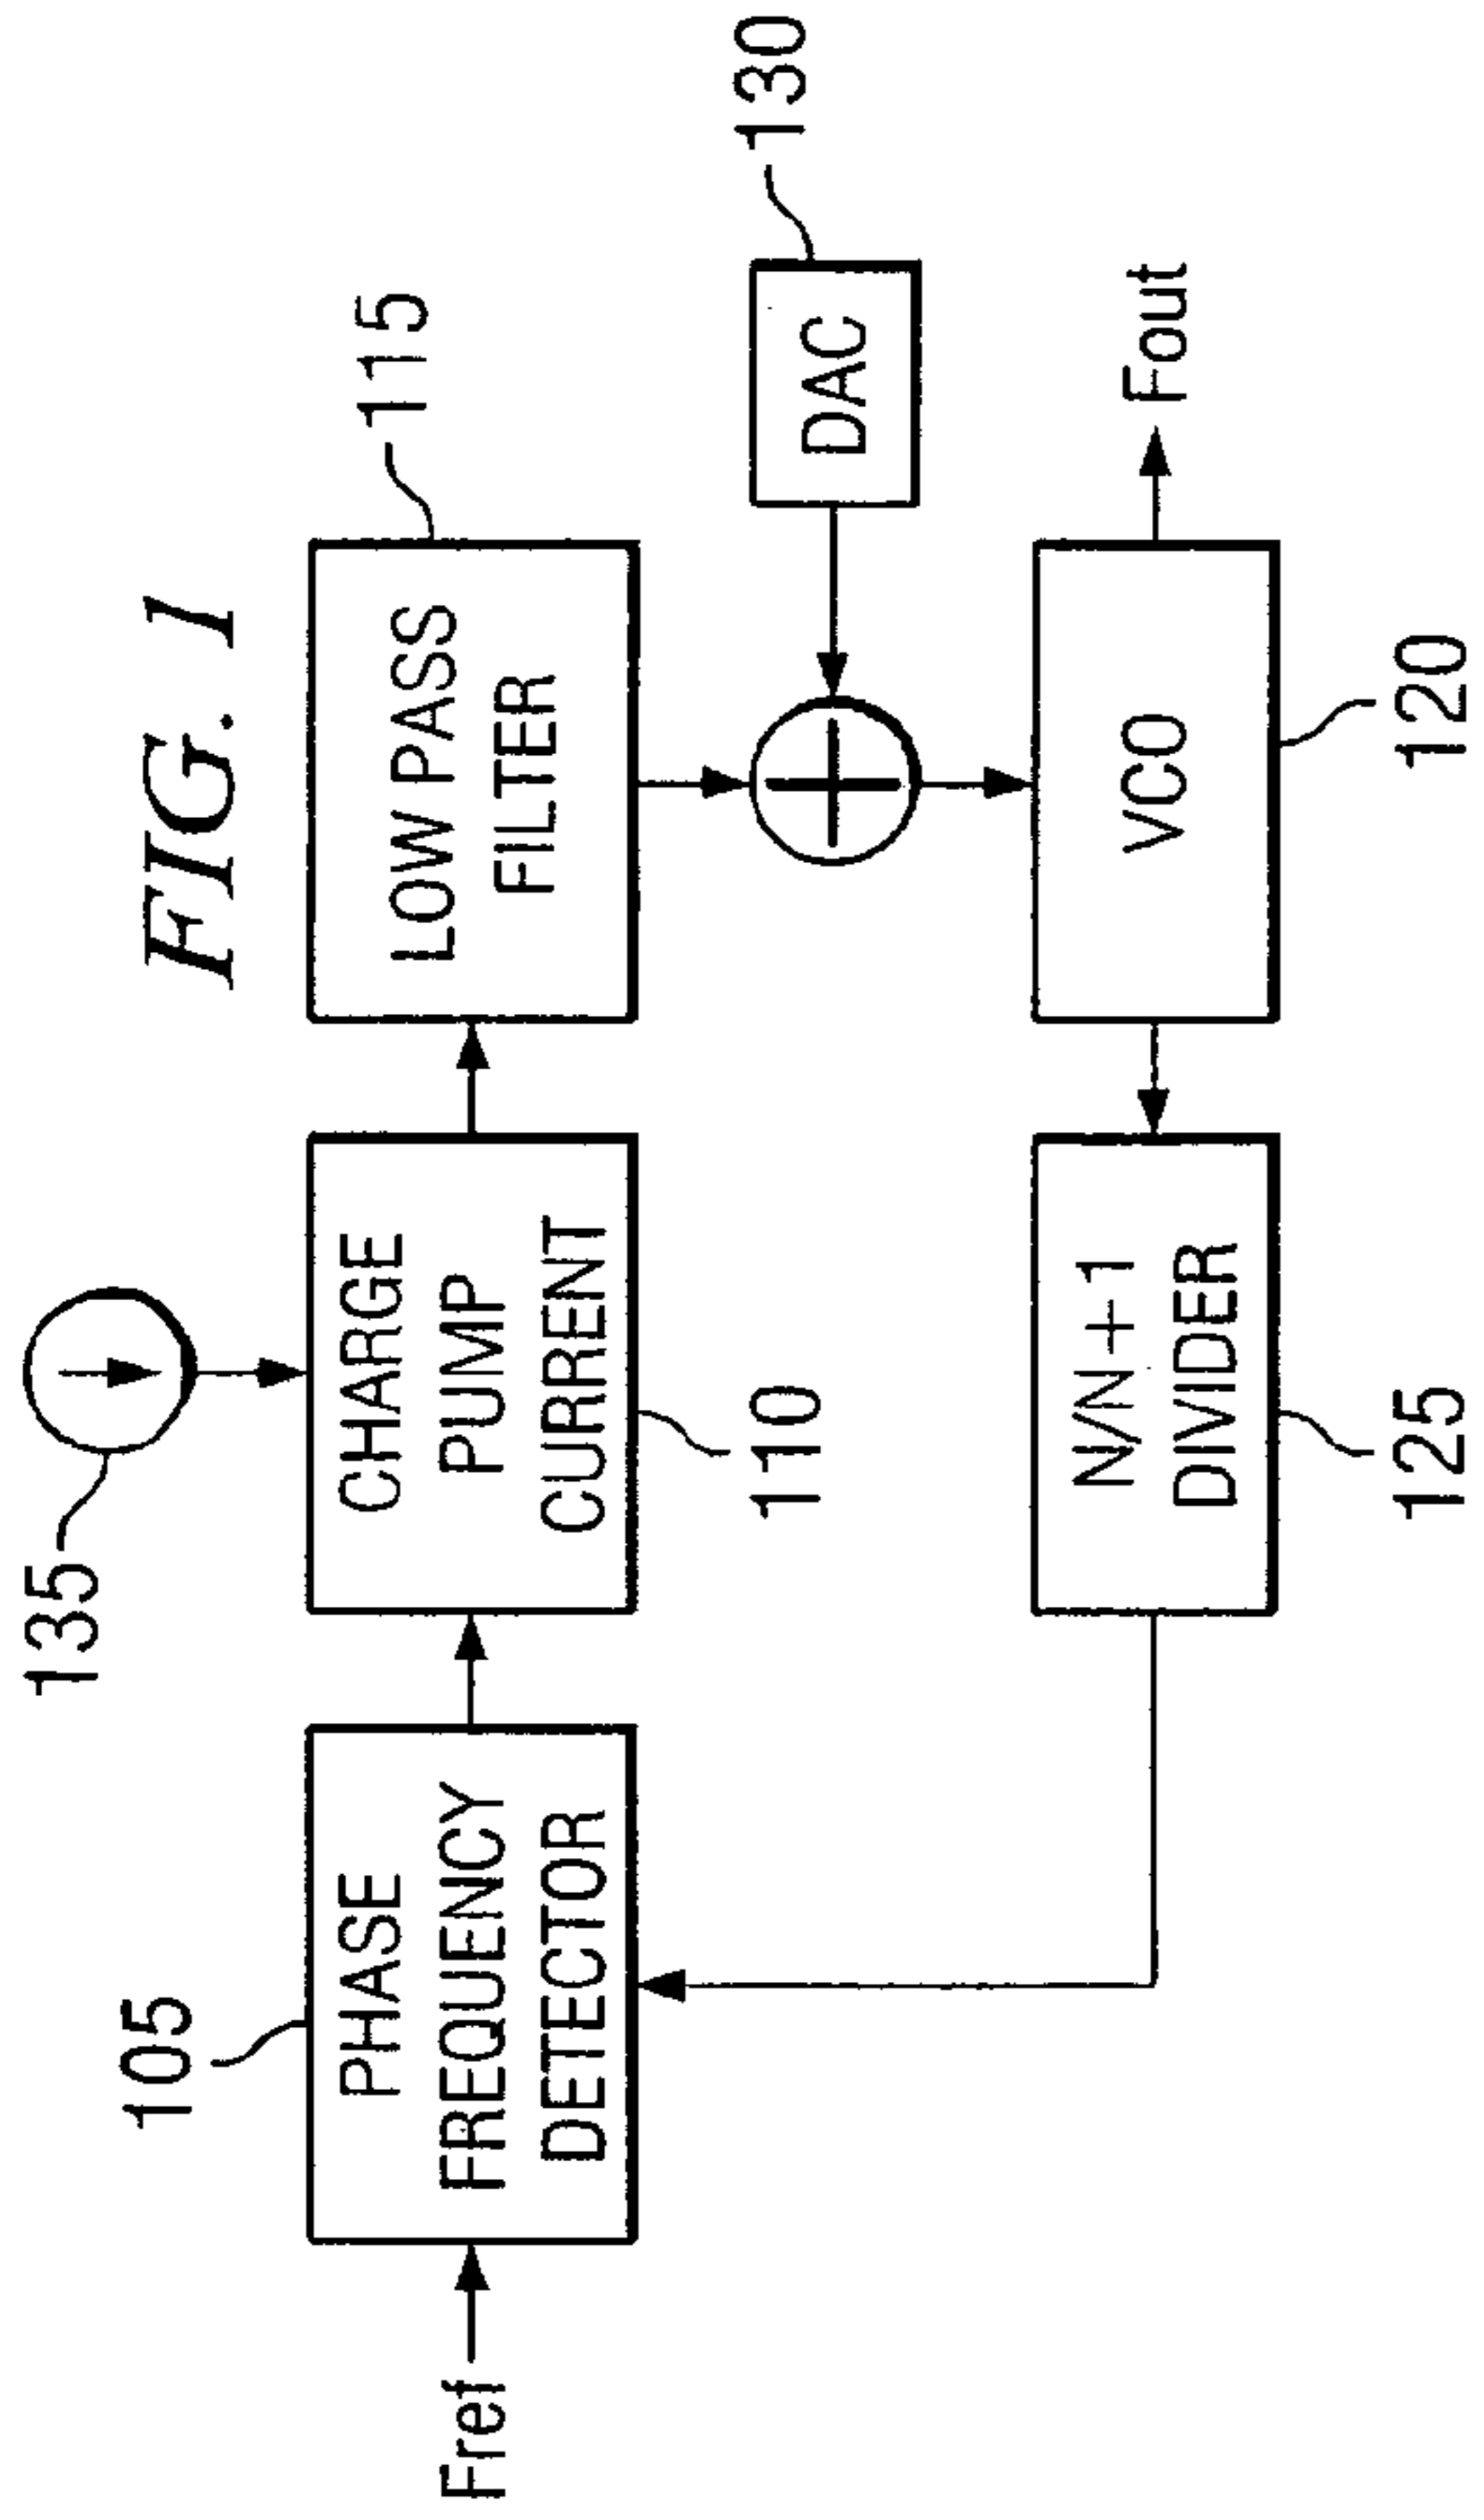 FIG. 1
135
105
115
PHASE
FREQUENCY
DETECTOR
CHARGE
PUMP
CURRENT
LOW PASS
FILTER
Fref
110
130
DAC
N/N+1
DIVIDER
VCO
Fout
125
120